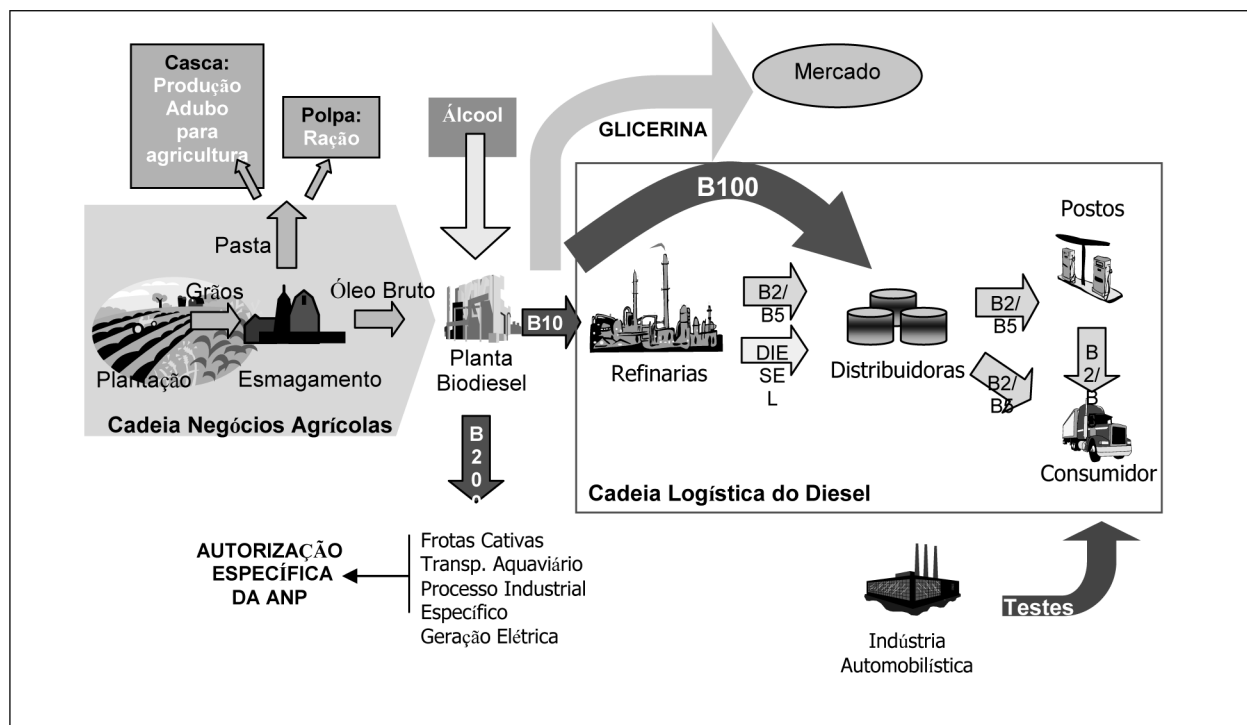 Casca:
Produção
Adubo
para
agricultura
Polpa:
Ração
Álcool
Mercado
GLICERINA
B100
Pasta
Grãos
Óleo Bruto
Plantação
Esmagamento
Cadeia Negócios Agrícolas
Planta
Biodiesel
B10
Refinarias
B2/
B5
DIE
SE
L
Distribuidoras
B2/
B5
B2/
B5
Postos
B
2/
B
Consumidor
Cadeia Logística do Diesel
B
2
0
0
Frotas Cativas
Transp. Aquaviário
Processo Industrial
Específico
Geração Elétrica
AUTORIZAÇÃO
ESPECÍFICA
DA ANP
Indústria
Automobilística
Testes